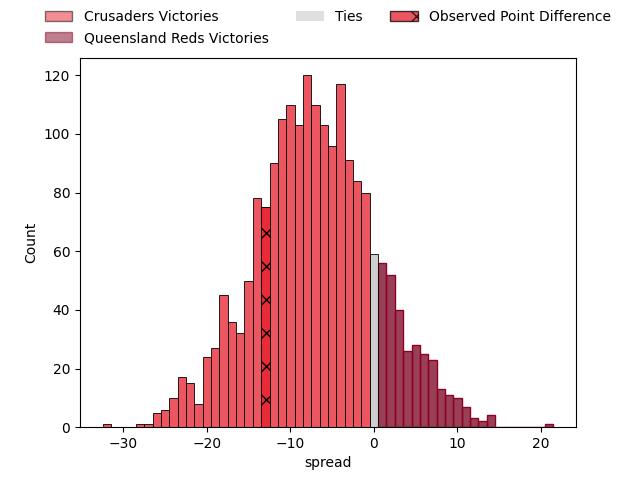 Crusaders Victories
Ties
Observed Point Difference
Queensland Reds Victories
120
100
80
60
40
20
0
Count
−30
−20
−10
0
10
20
spread